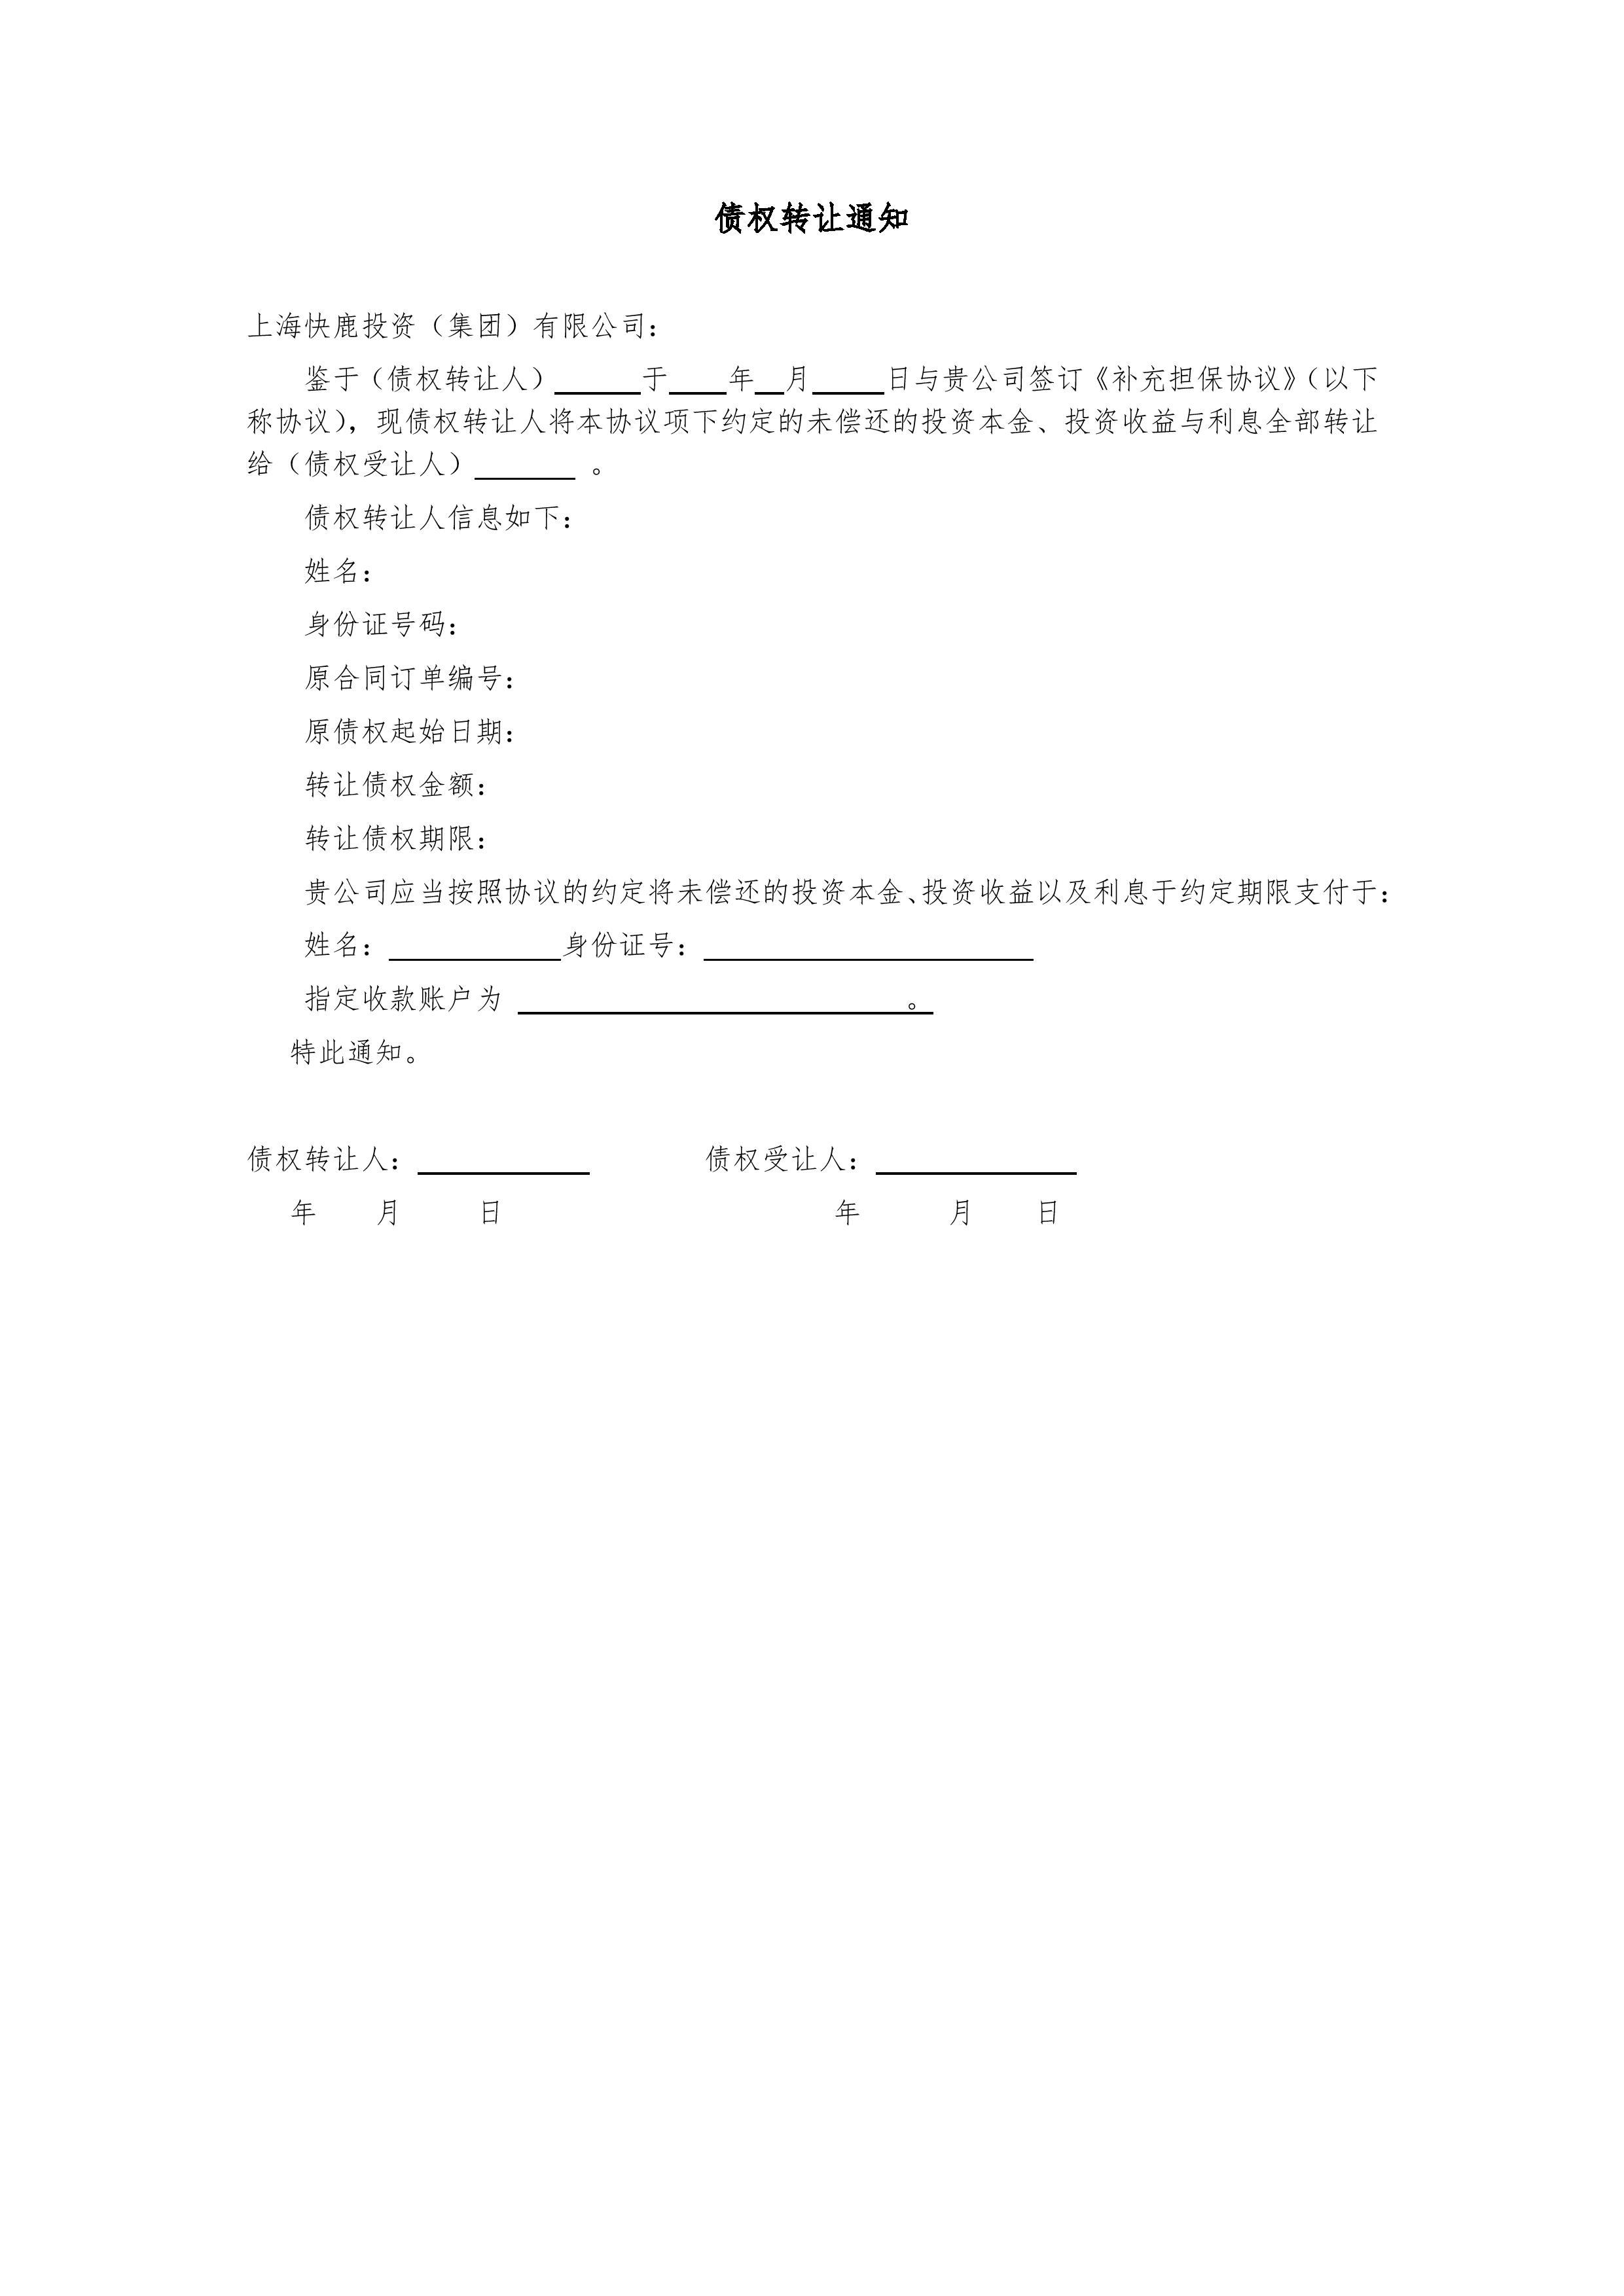 债权转让通知
上海快鹿投资（集团）有限公司：
鉴于（债权转让人）______于____年__月_____日与贵公司签订《补充担保协议》（以下
称协议），现债权转让人将本协议项下约定的未偿还的投资本金、投资收益与利息全部转让
给（债权受让人）_______ 。
债权转让人信息如下：
姓名：
身份证号码：
原合同订单编号：
原债权起始日期：
转让债权金额：
转让债权期限：
贵公司应当按照协议的约定将未偿还的投资本金、投资收益以及利息于约定期限支付于：
姓名：____________身份证号：_______________________
指定收款账户为 ___________________________。
特此通知。
债权转让人：____________ 债权受让人：______________
年 月 日 年 月 日